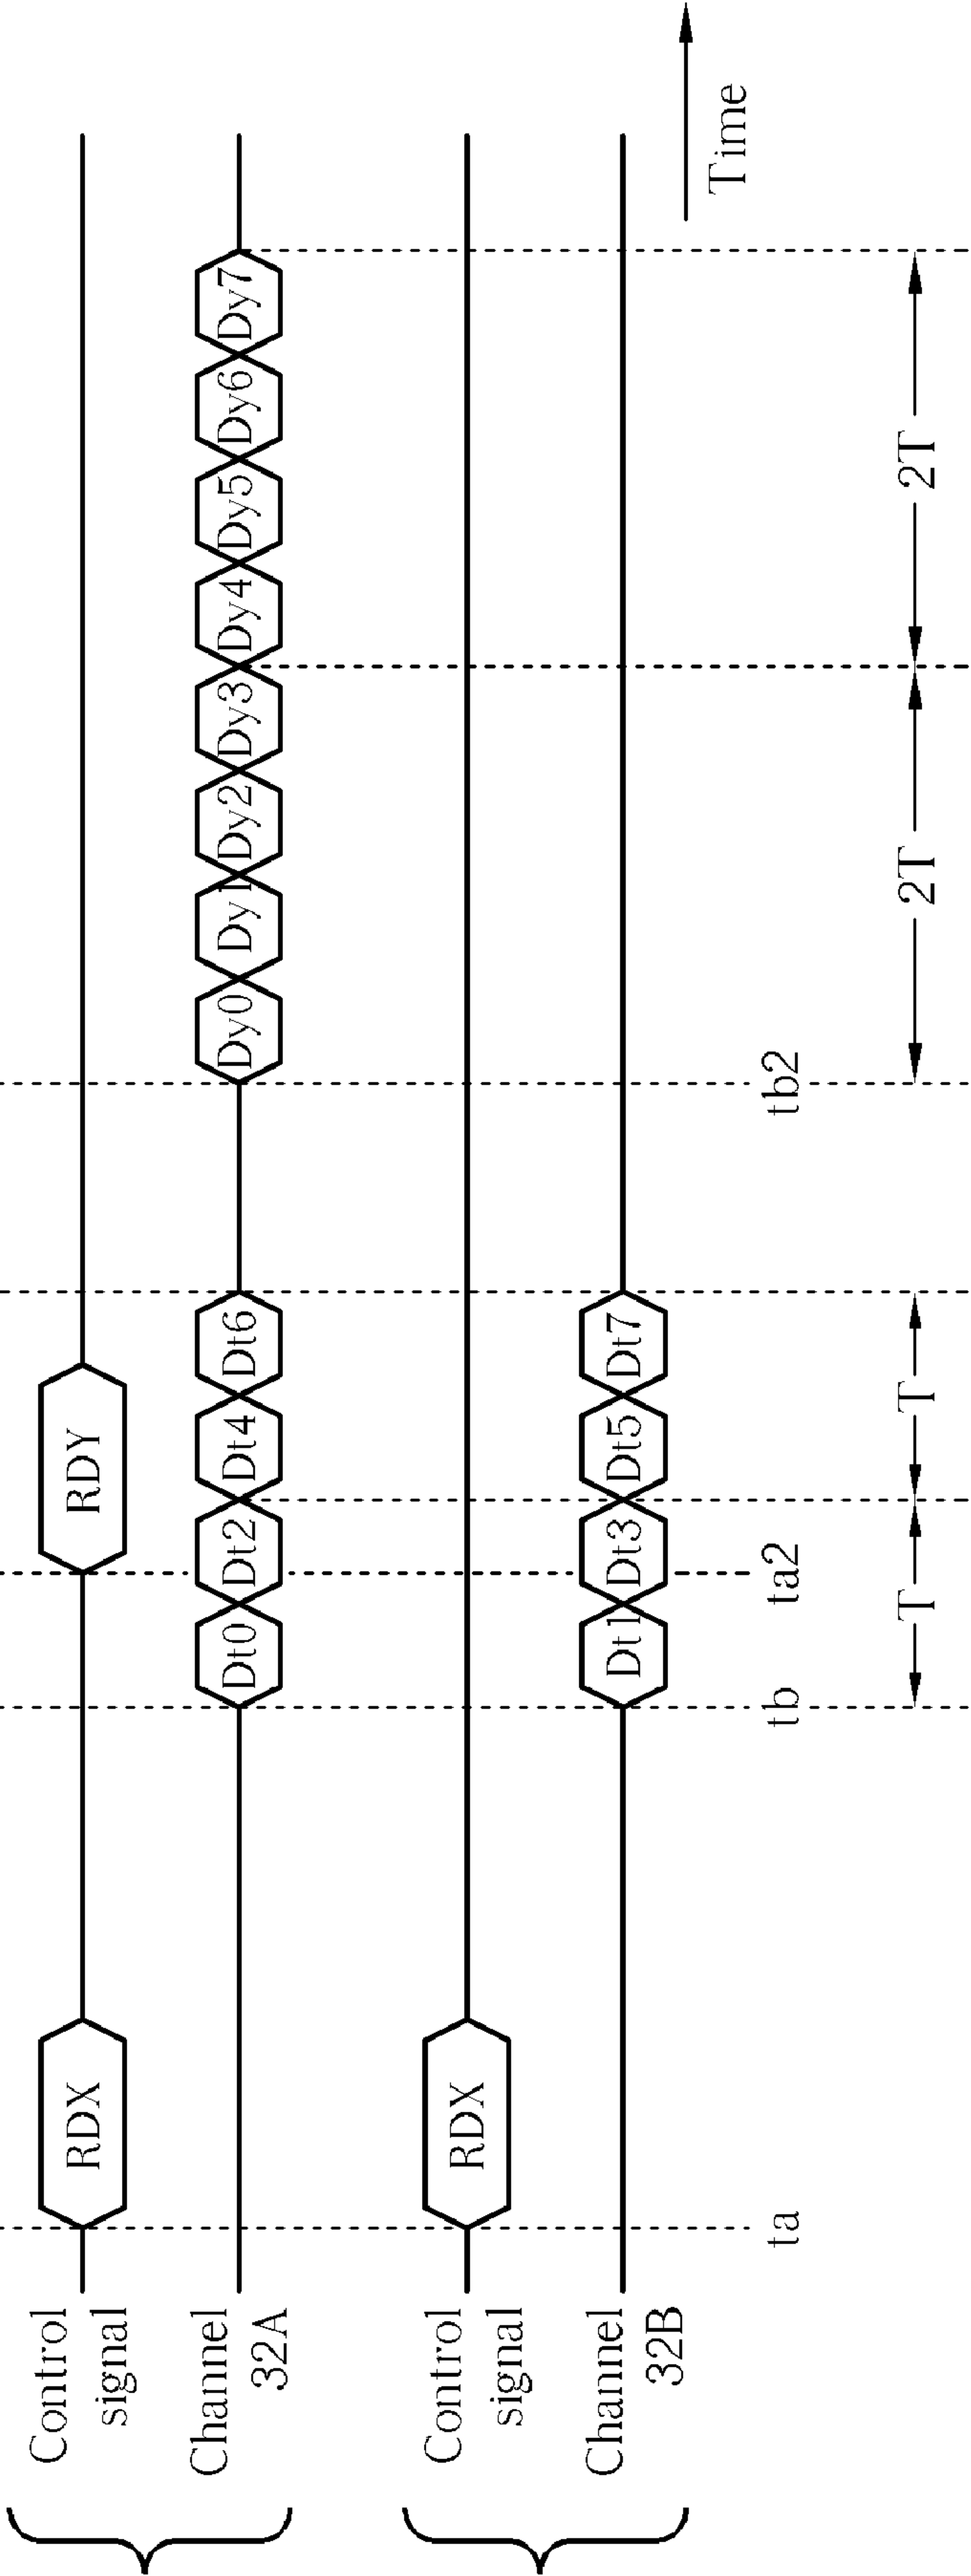 Control
signal
RDX
RDY
Channel
32A
Dt0
Dt2
Dt4
Dt6
Dy0
Dy1
Dy2
Dy3
Dy4
Dy5
Dy6
Dy7
Control
signal
RDX
Channel
32B
Dt1
Dt3
Dt5
Dt7
Time
ta
tb
ta2
tb2
T
T
2T
2T